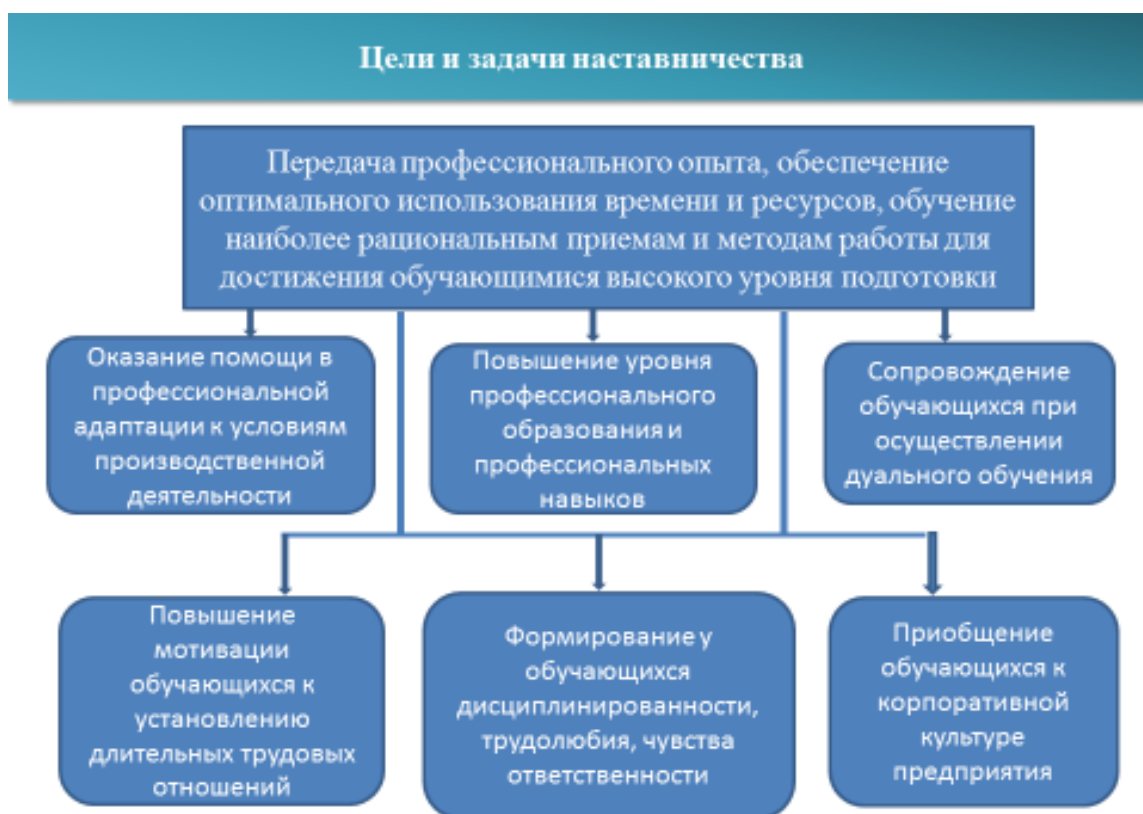 Цели и задачи наставничества
Передача профессионального опыта, обеспечение
оптимального использования времени и ресурсов, обучение
наиболее рациональным приемам и методам работы для
достижения обучающимися высокого уровня подготовки
Оказание помощи в
профессиональной
адаптации к условиям
производственной
деятельности
Повышение уровня
профессионального
образования и
профессиональных
навыков
Сопровождение
обучающихся при
осуществлении
дуального обучения
Повышение
мотивации
обучающихся к
установлению
длительных трудовых
отношений
Формирование у
обучающихся
дисциплинированности,
трудолюбия, чувства
ответственности
Приобщение
обучающихся к
корпоративной
культуре
предприятия